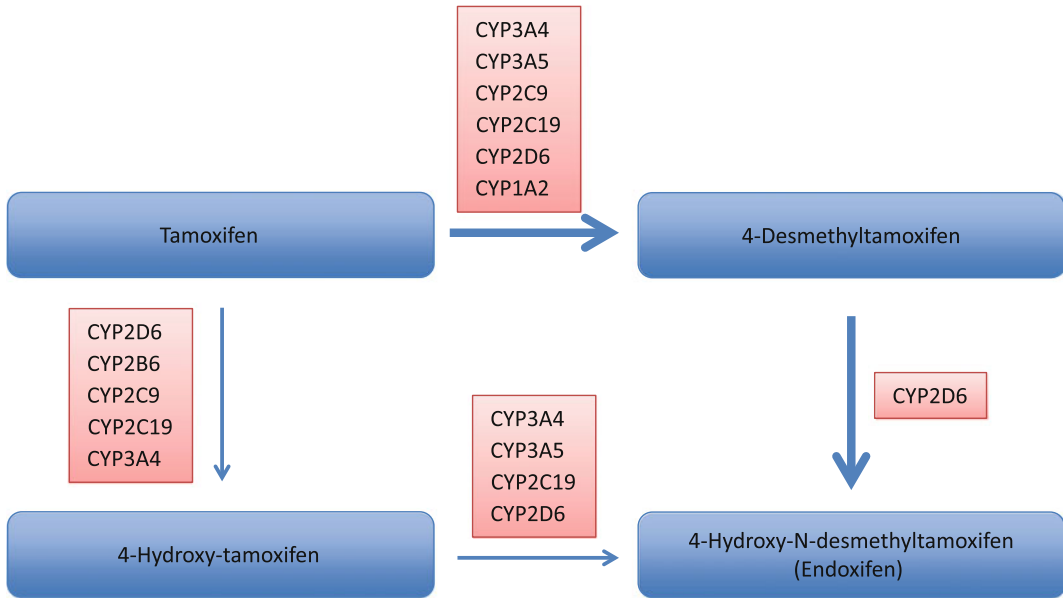 CYP3A4
CYP3A5
CYP2C9
CYP2C19
CYP2D6
CYP1A2
Tamoxifen
4-Desmethyltamoxifen
CYP2D6
CYP2B6
CYP2C9
CYP2C19
CYP3A4
CYP2D6
CYP3A4
CYP3A5
CYP2C19
CYP2D6
4-Hydroxy-tamoxifen
4-Hydroxy-N-desmethyltamoxifen
(Endoxifen)